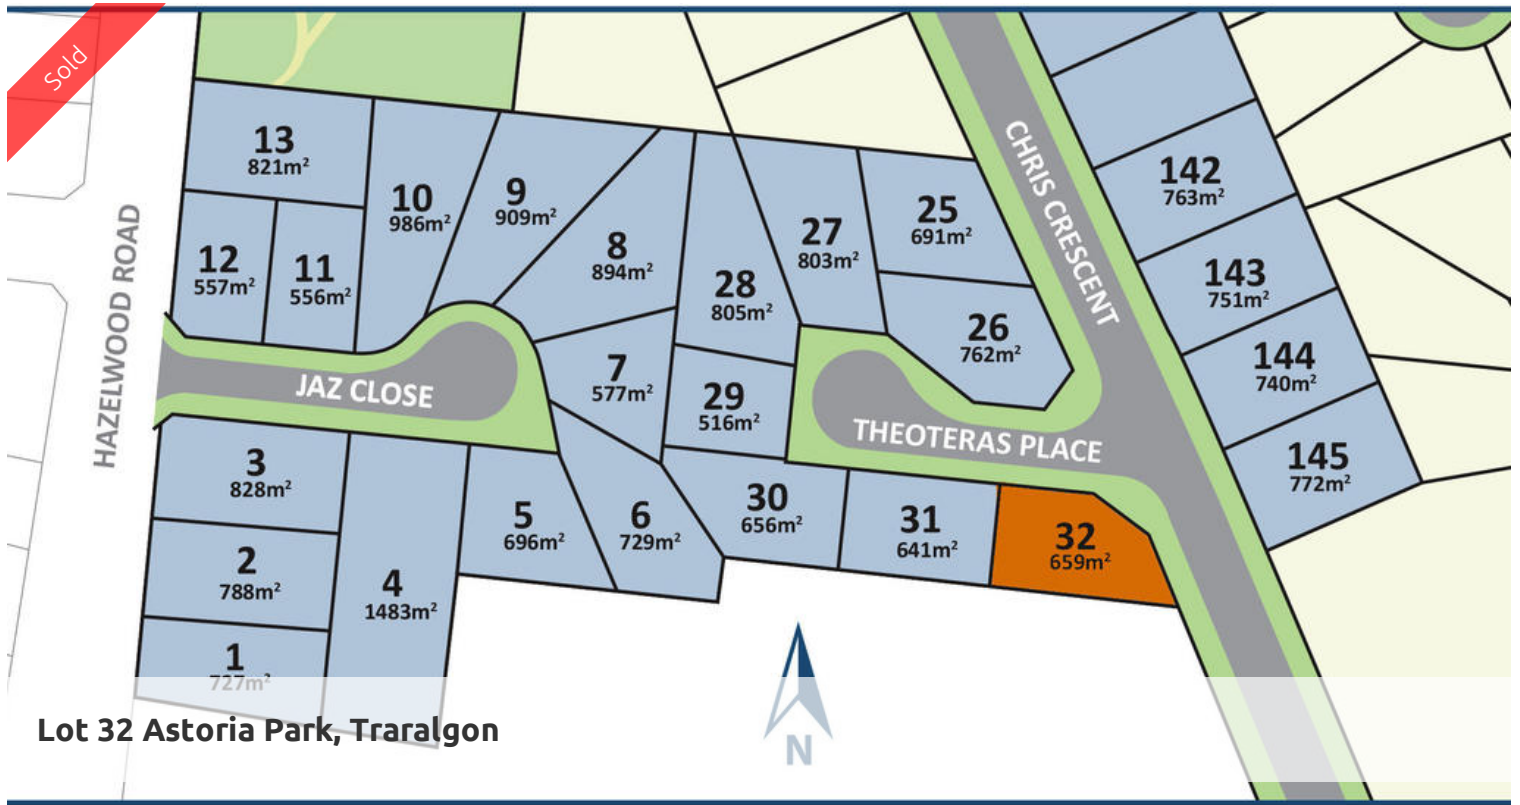 Sold
13
821m²
10
986m²
9
909m²
8
894m²
12
557m²
11
556m²
28
805m²
27
803m²
25
691m²
26
762m²
CHRIS CRESCENT
142
763m²
143
751m²
144
740m²
145
772m²
HAZELWOOD ROAD
JAZ CLOSE
7
577m²
29
516m²
THEOTERAS PLACE
3
828m²
2
788m²
1
727m²
4
1483m²
5
696m²
6
729m²
30
656m²
31
641m²
32
659m²
N
Lot 32 Astoria Park, Traralgon